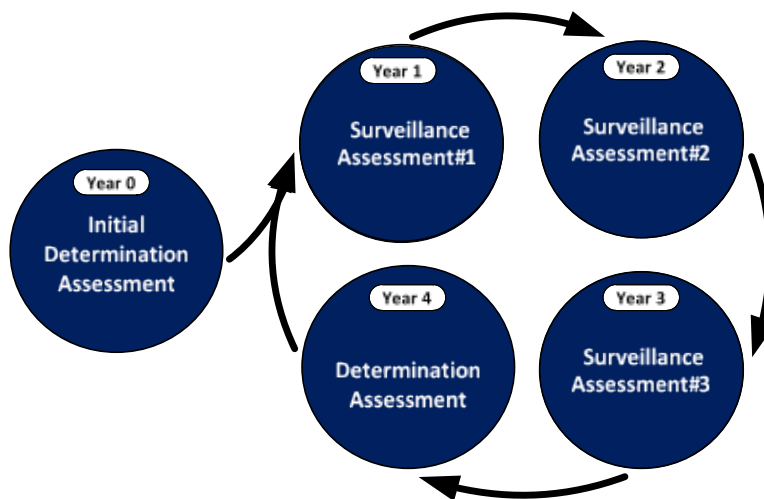 Year 0
Initial
Determination
Assessment
Year 1
Surveillance
Assessment#1
Year 2
Surveillance
Assessment#2
Year 3
Surveillance
Assessment#3
Year 4
Determination
Assessment